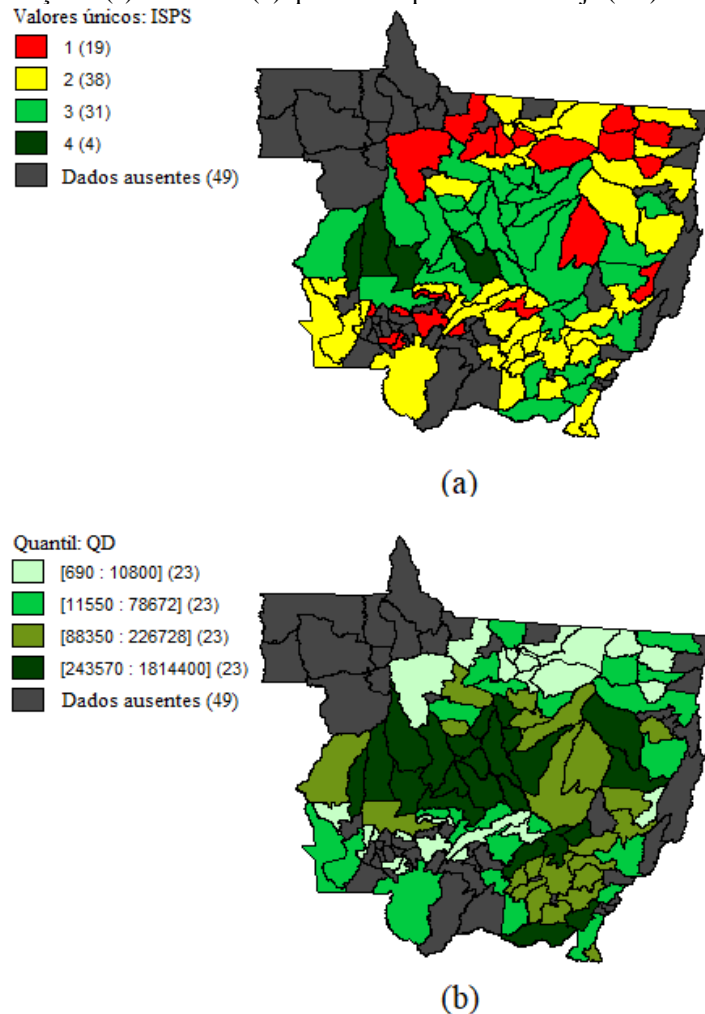 Valores únicos: ISPS
1 (19)
2 (38)
3 (31)
4 (4)
Dados ausentes (49)
(a)
Quantil: QD
[690 : 10800] (23)
[11550 : 78672] (23)
[88350 : 226728] (23)
[243570 : 1814400] (23)
Dados ausentes (49)
(b)